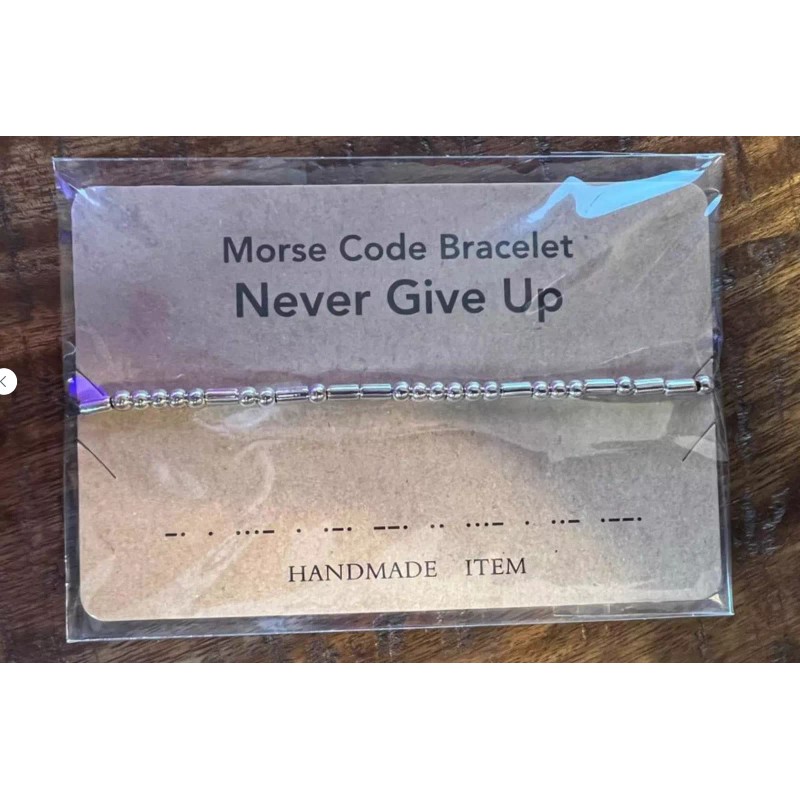 Morse Code Bracelet
Never Give Up
−· · ···− · ·−· −−· ·· ···− · ··− ·−−·
HANDMADE ITEM